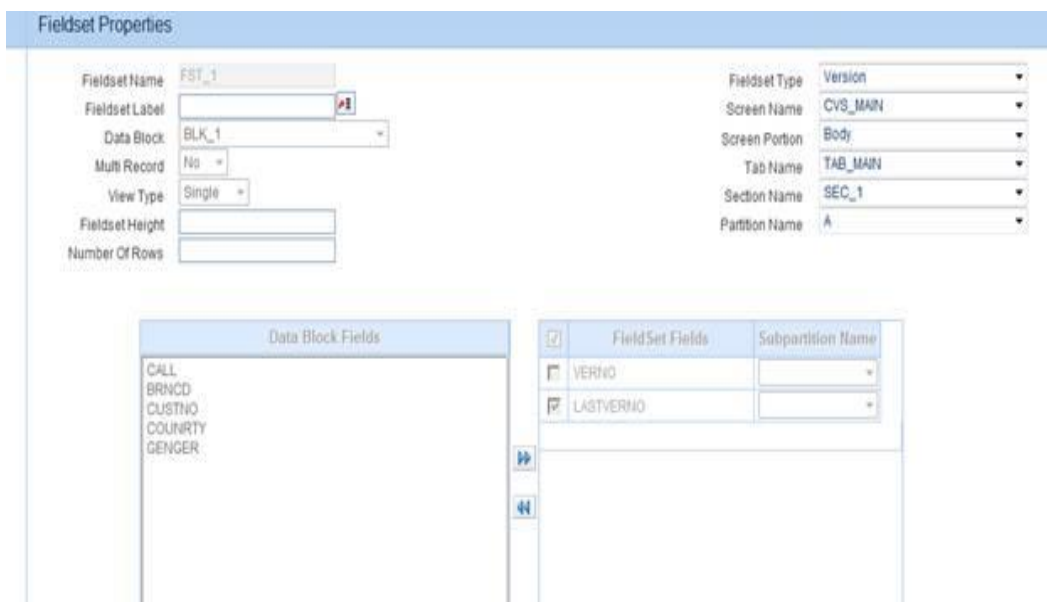 Fieldset Properties
Fieldset Name FST_1
Fieldset Label
Data Block BLK_1
Multi Record No
View Type Single
Fieldset Height
Number Of Rows
Fieldset Type Version
Screen Name CVS_MAIN
Screen Portion Body
Tab Name TAB_MAIN
Section Name SEC_1
Partition Name A
Data Block Fields
CALL
BRNCD
CUSTNO
COUNRTY
GENGER
FieldSet Fields Subpartition Name
VERNO
LASTVERNO